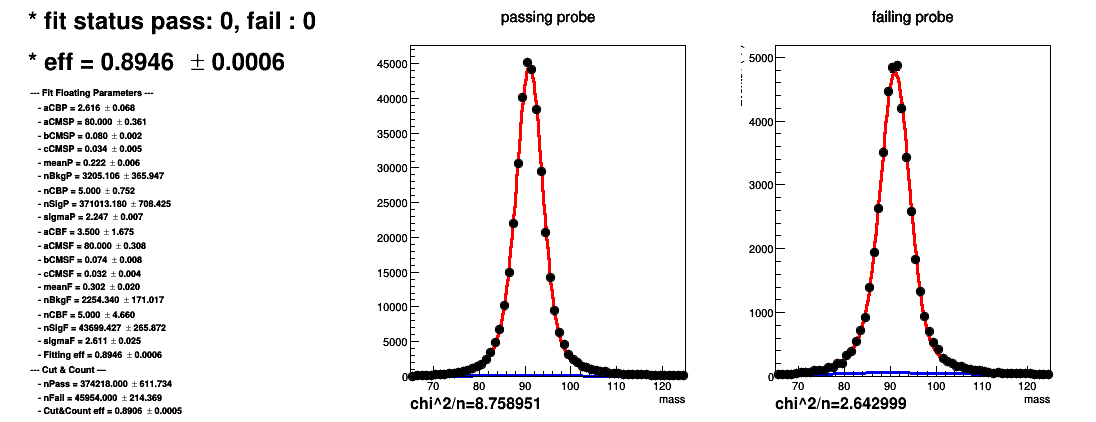 * fit status pass: 0, fail : 0
* eff = 0.8946 ± 0.0006
--- Fit Floating Parameters ---
- aCBP = 2.616 ± 0.068
- aCMSP = 80.000 ± 0.361
- bCMSP = 0.080 ± 0.002
- cCMSP = 0.034 ± 0.005
- meanP = 0.222 ± 0.006
- nBkgP = 3205.106 ± 365.947
- nCBP = 5.000 ± 0.752
- nSigP = 371013.180 ± 708.425
- sigmaP = 2.247 ± 0.007
- aCBF = 3.500 ± 1.675
- aCMSF = 80.000 ± 0.308
- bCMSF = 0.074 ± 0.008
- cCMSF = 0.032 ± 0.004
- meanF = 0.302 ± 0.020
- nBkgF = 2254.340 ± 171.017
- nCBF = 5.000 ± 4.660
- nSigF = 43699.427 ± 265.872
- sigmaF = 2.611 ± 0.025
- Fitting eff = 0.8946 ± 0.0006
--- Cut & Count ---
- nPass = 374218.000 ± 611.734
- nFail = 45954.000 ± 214.369
- Cut&Count eff = 0.8906 ± 0.0005
passing probe
45000
40000
35000
30000
25000
20000
15000
10000
5000
0
70 80 90 100 110 120
mass
chi^2/n=8.758951
failing probe
5000
4000
3000
2000
1000
0
70 80 90 100 110 120
mass
chi^2/n=2.642999